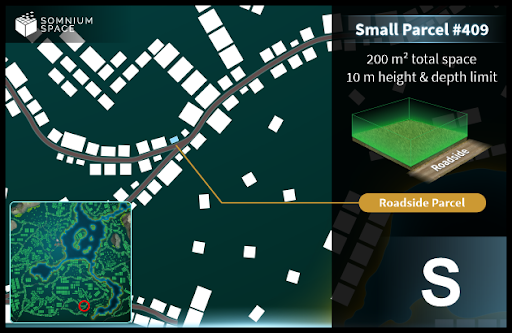 SOMNIUM
SPACE
Small Parcel #409
200 m² total space
10 m height & depth limit
Roadside
Roadside Parcel
S